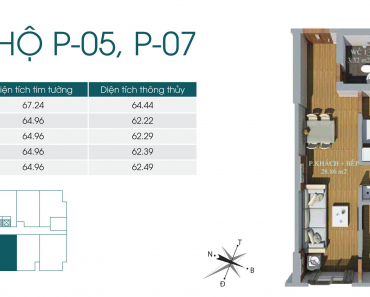 HỘ P-05, P-07
iện tích tim tường Diện tích thông thủy
67.24 64.44
64.96 62.22
64.96 62.29
64.96 62.39
64.96 62.49
WC 1
3.32 m2
P.KHÁCH + BẾP
28.66 m2
T
B
N
Đ